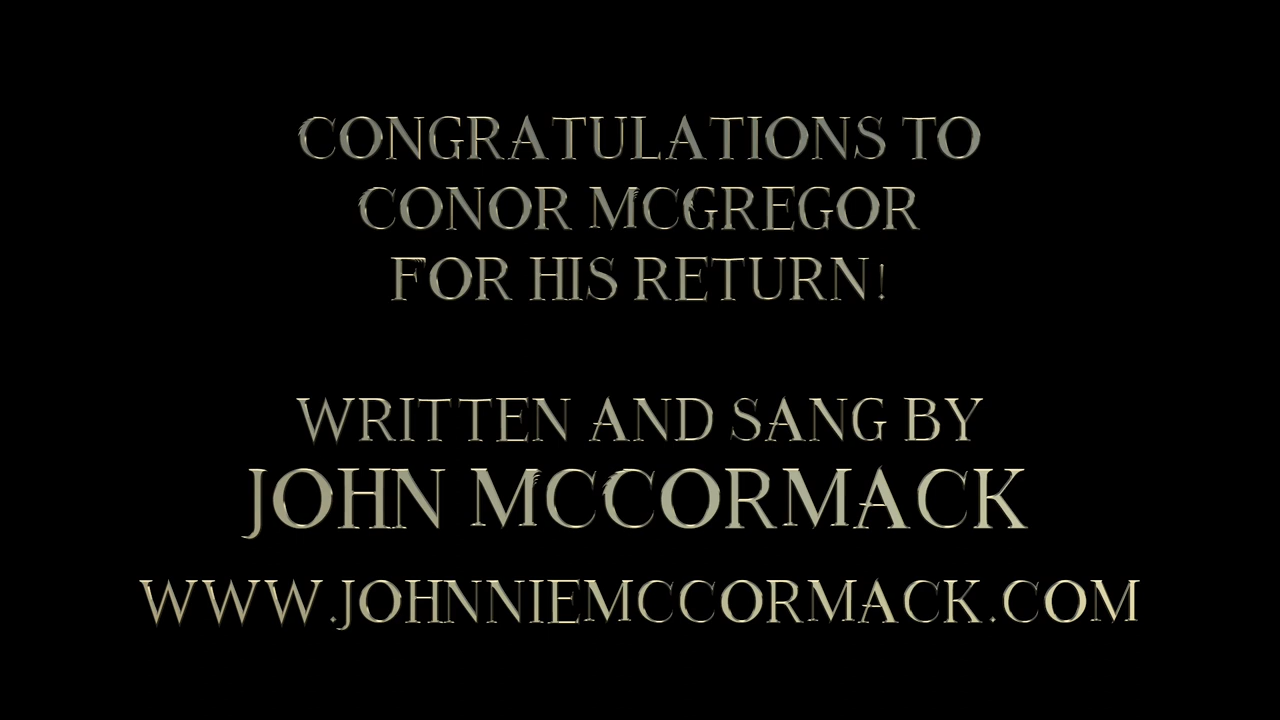 CONGRATULATIONS TO
CONOR MCGREGOR
FOR HIS RETURN!
WRITTEN AND SANG BY
JOHN MCCORMACK
WWW.JOHNNIEMCCORMACK.COM